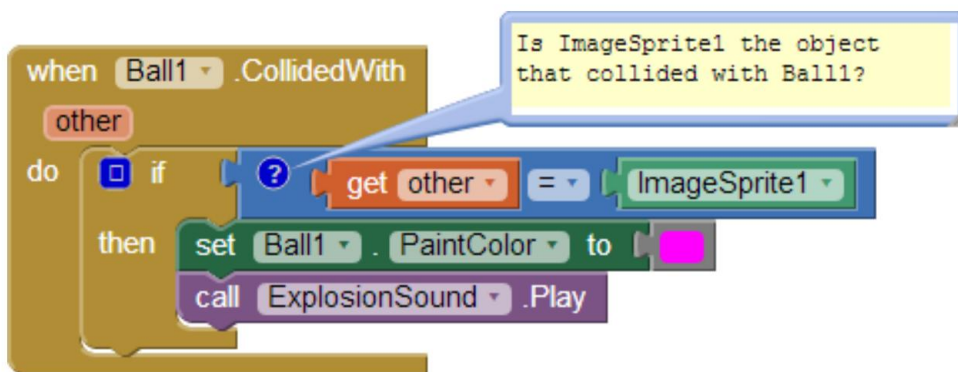 Is ImageSprite1 the object
that collided with Ball1?
when Ball1 .CollidedWith
other
do if ? get other = ImageSprite1
then set Ball1 . PaintColor to
call ExplosionSound .Play